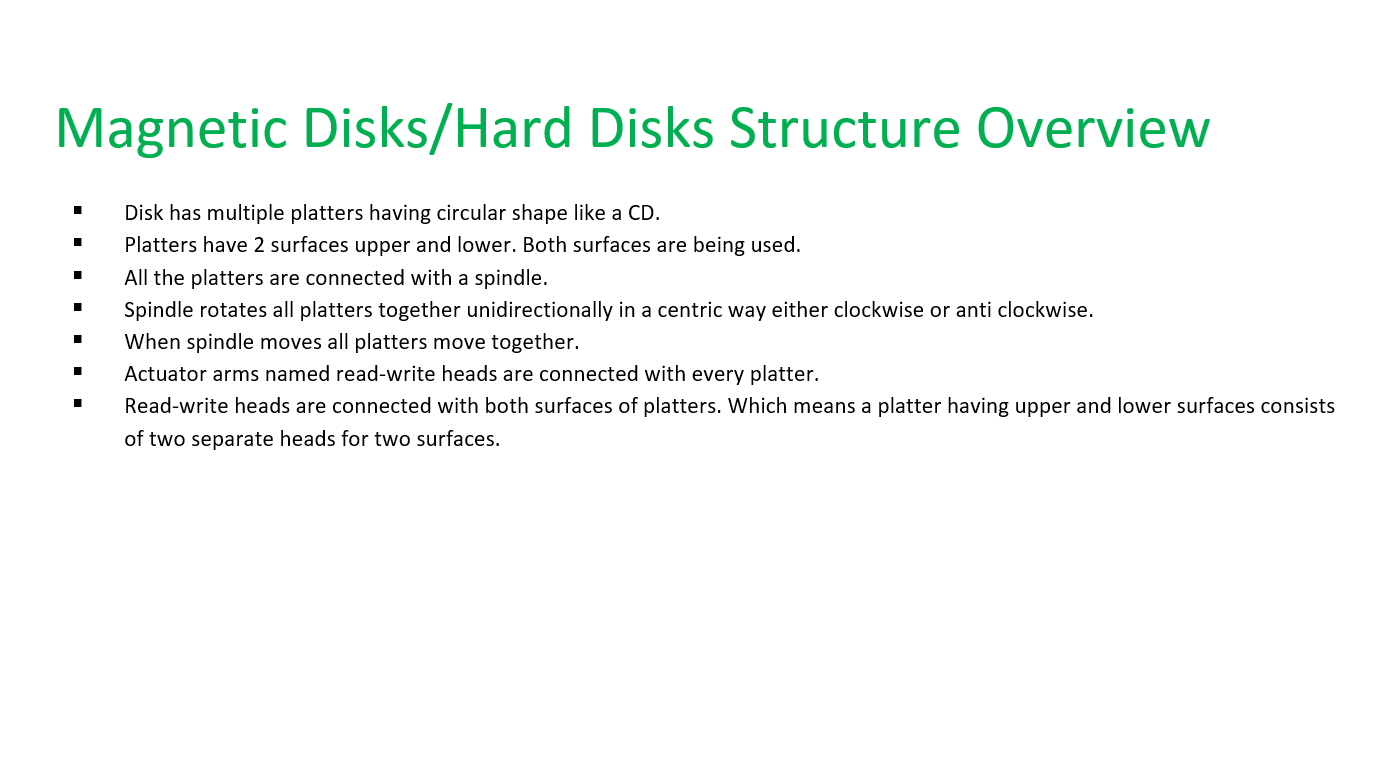 Magnetic Disks/Hard Disks Structure Overview
▪ Disk has multiple platters having circular shape like a CD.
▪ Platters have 2 surfaces upper and lower. Both surfaces are being used.
▪ All the platters are connected with a spindle.
▪ Spindle rotates all platters together unidirectionally in a centric way either clockwise or anti clockwise.
▪ When spindle moves all platters move together.
▪ Actuator arms named read-write heads are connected with every platter.
▪ Read-write heads are connected with both surfaces of platters. Which means a platter having upper and lower surfaces consists
of two separate heads for two surfaces.